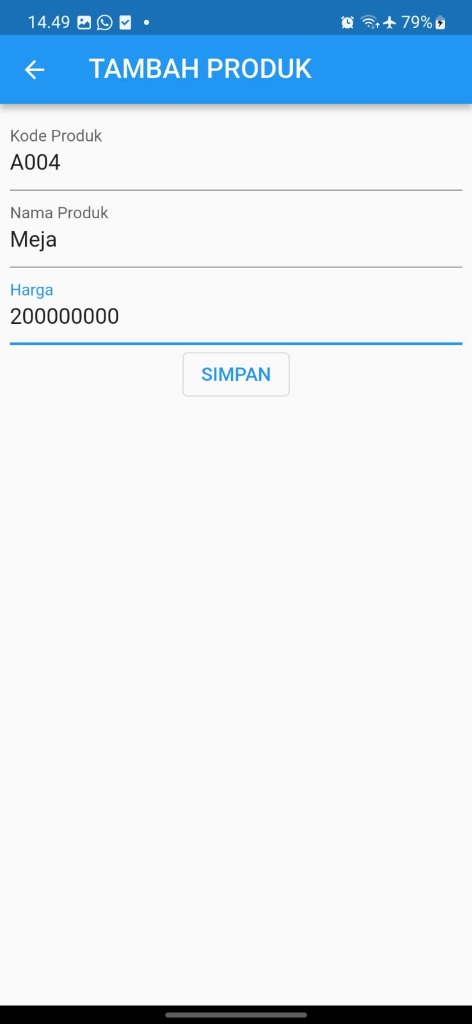 14.49 79%
TAMBAH PRODUK
Kode Produk
A004
Nama Produk
Meja
Harga
200000000
SIMPAN